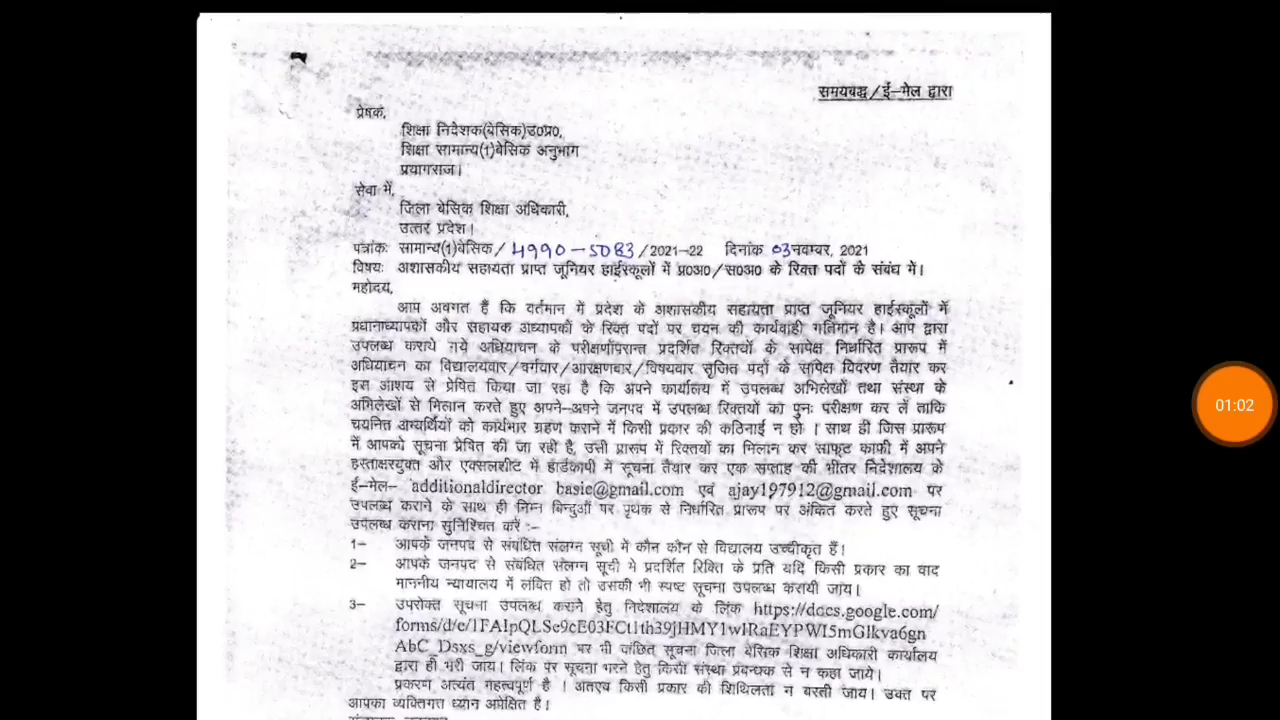 समयबद्ध/ई-मेल द्वारा
प्रेषक,
शिक्षा निदेशक(बेसिक)उ0प्र0,
शिक्षा सामान्य(1)बेसिक अनुभाग
प्रयागराज।
सेवा में,
जिला बेसिक शिक्षा अधिकारी,
उत्तर प्रदेश।
पत्रांकः सामान्य(1)बेसिक/ 4990-5083 /2021-22 दिनांक 03 नवम्बर, 2021
विषयः अशासकीय सहायता प्राप्त जूनियर हाईस्कूलों में प्र0अ0/स0अ0 के रिक्त पदों के संबंध में।
महोदय,
आप अवगत हैं कि वर्तमान में प्रदेश के अशासकीय सहायता प्राप्त जूनियर हाईस्कूलों में
प्रधानाध्यापकों और सहायक अध्यापकों के रिक्त पदों पर चयन की कार्यवाही गतिमान है। आप द्वारा
उपलब्ध कराये गये अधियाचन के परीक्षणोंपरान्त प्रदर्शित रिक्तयों के सापेक्ष निर्धारित प्रारूप में
अधियाचन का विद्यालयवार/वर्गवार/आरक्षणवार/विषयवार सृजित पदों के सापेक्ष विवरण तैयार कर
इस आशय से प्रेषित किया जा रहा है कि अपने कार्यालय में उपलब्ध अभिलेखों तथा संस्था के
अभिलेखों से मिलान करते हुए अपने-अपने जनपद में उपलब्ध रिक्तयों का पुनः परीक्षण कर लें ताकि
चयनित अभ्यर्थियों को कार्यभार ग्रहण कराने में किसी प्रकार की कठिनाई न हो । साथ ही जिस प्रारूप
में आपको सूचना प्रेषित की जा रही है, उसी प्रारूप में रिक्तयों का मिलान कर साफ्ट काफी में अपने
हस्ताक्षरयुक्त और एक्सलशीट में हार्डकापी में सूचना तैयार कर एक सप्ताह की भीतर निदेशालय के
ई-मेल- additionaldirector basic@gmail.com एवं ajay197912@gmail.com पर
उपलब्ध कराने के साथ ही निम्न बिन्दुओं पर पृथक से निर्धारित प्रारूप पर अंकित करते हुए सूचना
उपलब्ध कराना सुनिश्चित करें :-
1- आपके जनपद से संबंधित संलग्न सूची में कौन कौन से विद्यालय उच्चीकृत हैं।
2- आपके जनपद से संबंधित संलग्न सूची मे प्रदर्शित रिक्ति के प्रति यदि किसी प्रकार का वाद
माननीय न्यायालय में लंवित हो तो उसकी भी स्पष्ट सूचना उपलब्ध करायी जाय।
3- उपरोक्त सूचना उपलब्ध कराने हेतु निदेशालय के लिंक https://docs.google.com/
पर भी वांछित सूचना जिला बेसिक शिक्षा अधिकारी कार्यालय
द्वारा ही भरी जाय। लिंक पर सूचना भरने हेतु किसी संस्था प्रबन्धक से न कहा जाये।
प्रकरण अत्यंत महत्वपूर्ण है । अतएव किसी प्रकार की शिथिलता न बरती जाय। उक्त पर
आपका व्यक्तिगत ध्यान अपेक्षित है।
01:02